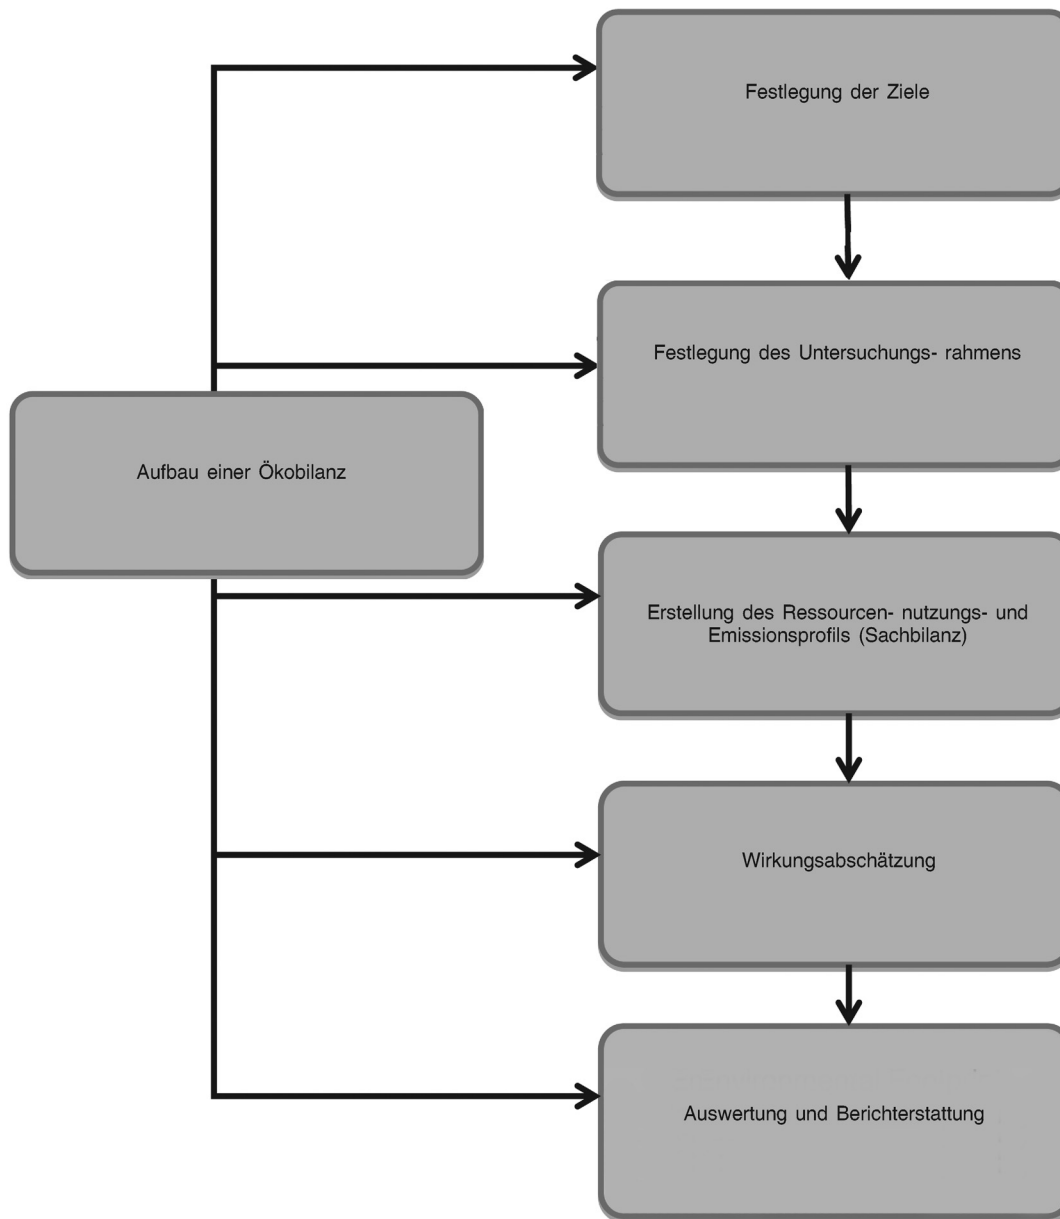 Festlegung der Ziele
Festlegung des Untersuchungs- rahmens
Aufbau einer Ökobilanz
Erstellung des Ressourcen- nutzungs- und
Emissionsprofils (Sachbilanz)
Wirkungsabschätzung
Auswertung und Berichterstattung